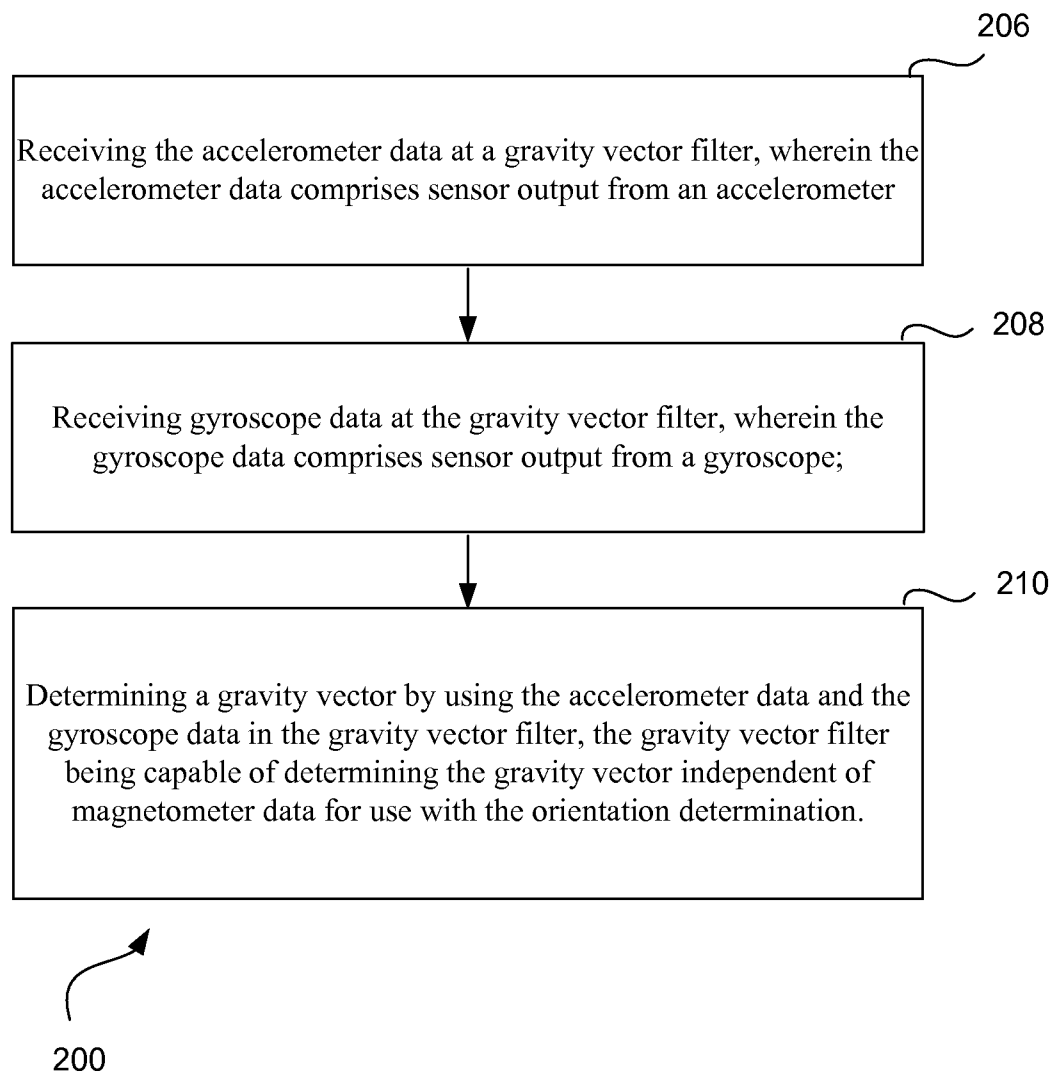 206
Receiving the accelerometer data at a gravity vector filter, wherein the
accelerometer data comprises sensor output from an accelerometer
208
Receiving gyroscope data at the gravity vector filter, wherein the
gyroscope data comprises sensor output from a gyroscope;
210
Determining a gravity vector by using the accelerometer data and the
gyroscope data in the gravity vector filter, the gravity vector filter
being capable of determining the gravity vector independent of
magnetometer data for use with the orientation determination.
200